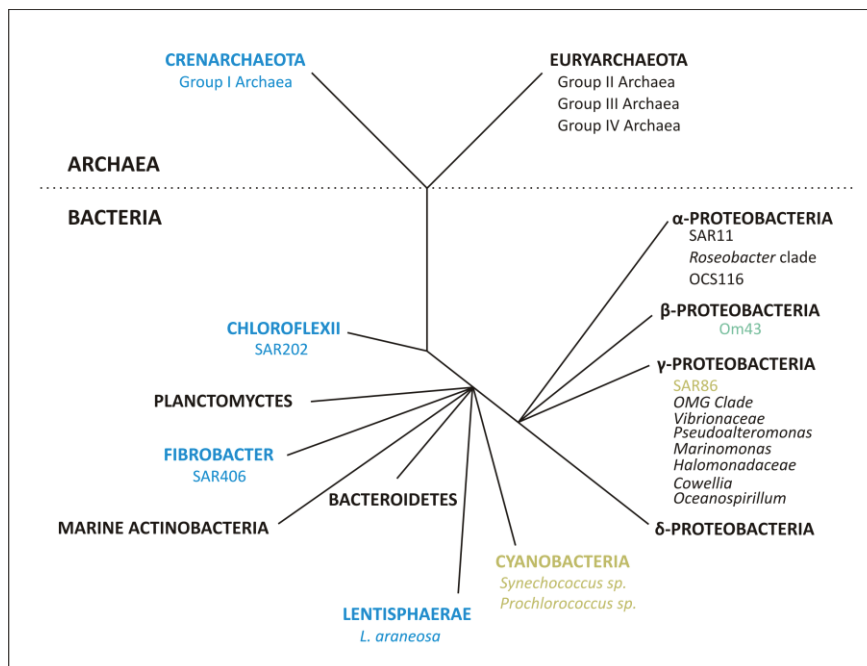 CRENARCHAEOTA
Group I Archaea
EURYARCHAEOTA
Group II Archaea
Group III Archaea
Group IV Archaea
ARCHAEA
BACTERIA
α-PROTEOBACTERIA
SAR11
Roseobacter clade
OCS116
β-PROTEOBACTERIA
Om43
CHLOROFLEXII
SAR202
γ-PROTEOBACTERIA
SAR86
OMG Clade
Vibrionaceae
Pseudoalteromonas
Marinomonas
Halomonadaceae
Cowellia
Oceanospirillum
PLANCTOMYCTES
FIBROBACTER
SAR406
BACTEROIDETES
MARINE ACTINOBACTERIA
δ-PROTEOBACTERIA
CYANOBACTERIA
Synechococcus sp.
Prochlorococcus sp.
LENTISPHAERAE
L. araneosa